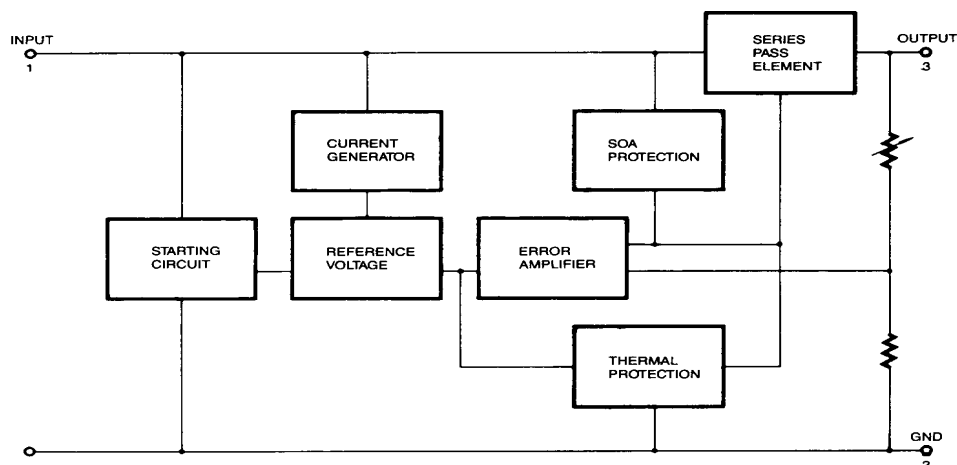 INPUT
1
SERIES
PASS
ELEMENT
OUTPUT
3
CURRENT
GENERATOR
SOA
PROTECTION
STARTING
CIRCUIT
REFERENCE
VOLTAGE
ERROR
AMPLIFIER
THERMAL
PROTECTION
GND
2